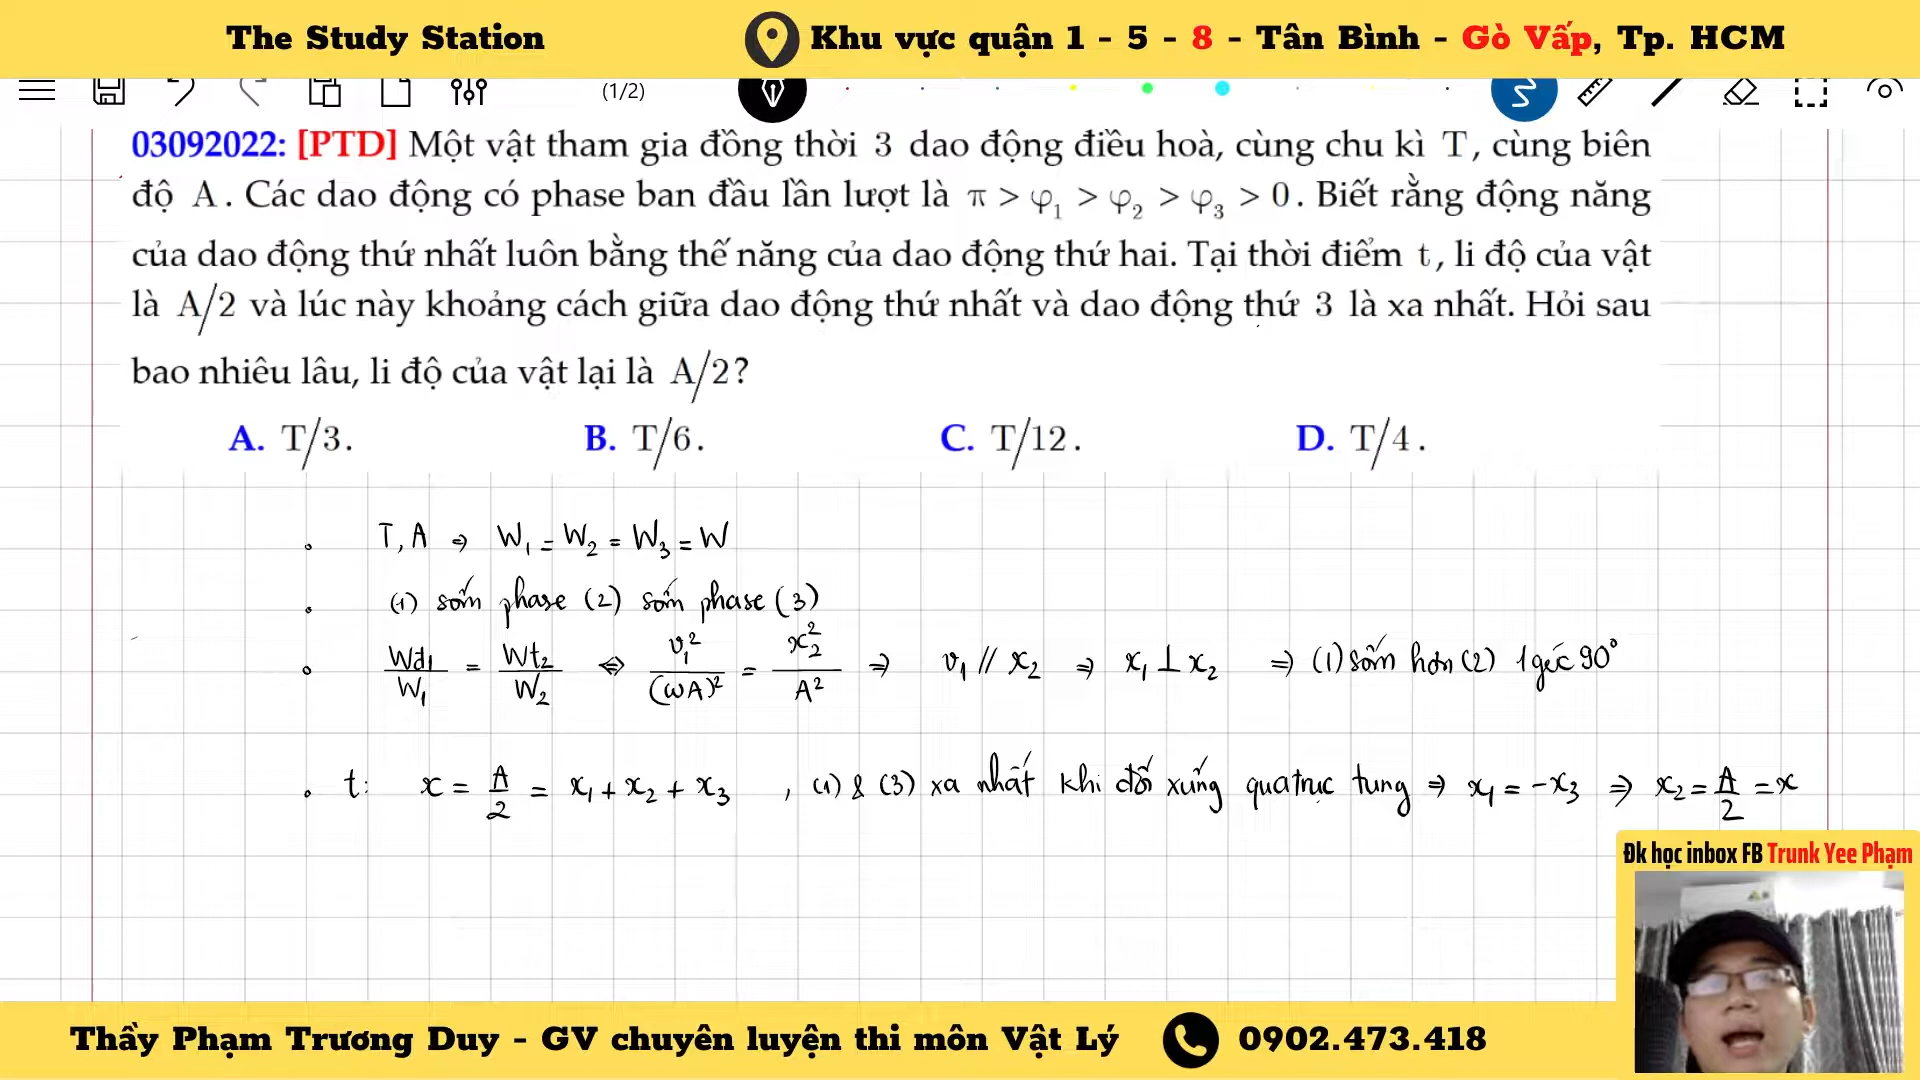 The Study Station
Khu vực quận 1 - 5 - 8 - Tân Bình - Gò Vấp, Tp. HCM
(1/2)
03092022: [PTD] Một vật tham gia đồng thời 3 dao động điều hoà, cùng chu kì T, cùng biên
độ A. Các dao động có phase ban đầu lần lượt là π > φ₁ > φ₂ > φ₃ > 0. Biết rằng động năng
của dao động thứ nhất luôn bằng thế năng của dao động thứ hai. Tại thời điểm t, li độ của vật
là A/2 và lúc này khoảng cách giữa dao động thứ nhất và dao động thứ 3 là xa nhất. Hỏi sau
bao nhiêu lâu, li độ của vật lại là A/2?
A. T/3. B. T/6. C. T/12. D. T/4.
T, A ⇒ W₁ = W₂ = W₃ = W
(1) sớm phase (2) sớm phase (3)
Wđ₁/W₁ = Wt₂/W₂ ⇔ v₁²/(ωA)² = x₂²/A² ⇒ v₁ // x₂ ⇒ x₁ ⊥ x₂ ⇒ (1) sớm hơn (2) 1 góc 90°
t: x = A/2 = x₁ + x₂ + x₃ , (1) & (3) xa nhất khi đối xứng qua trục tung ⇒ x₁ = -x₃ ⇒ x₂ = A/2 = x
Đk học inbox FB Trunk Yee Phạm
Thầy Phạm Trương Duy - GV chuyên luyện thi môn Vật Lý
0902.473.418